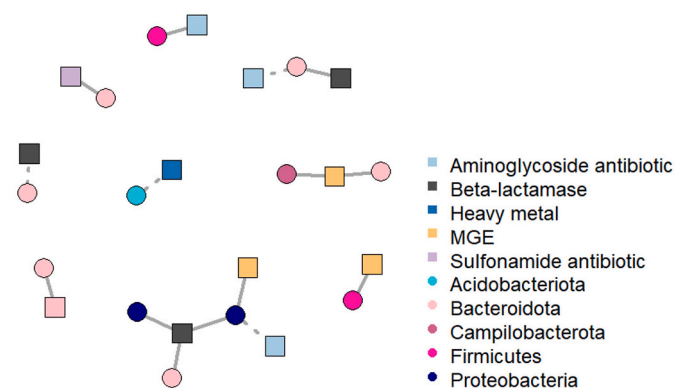 Aminoglycoside antibiotic
Beta-lactamase
Heavy metal
MGE
Sulfonamide antibiotic
Acidobacteriota
Bacteroidota
Campilobacterota
Firmicutes
Proteobacteria